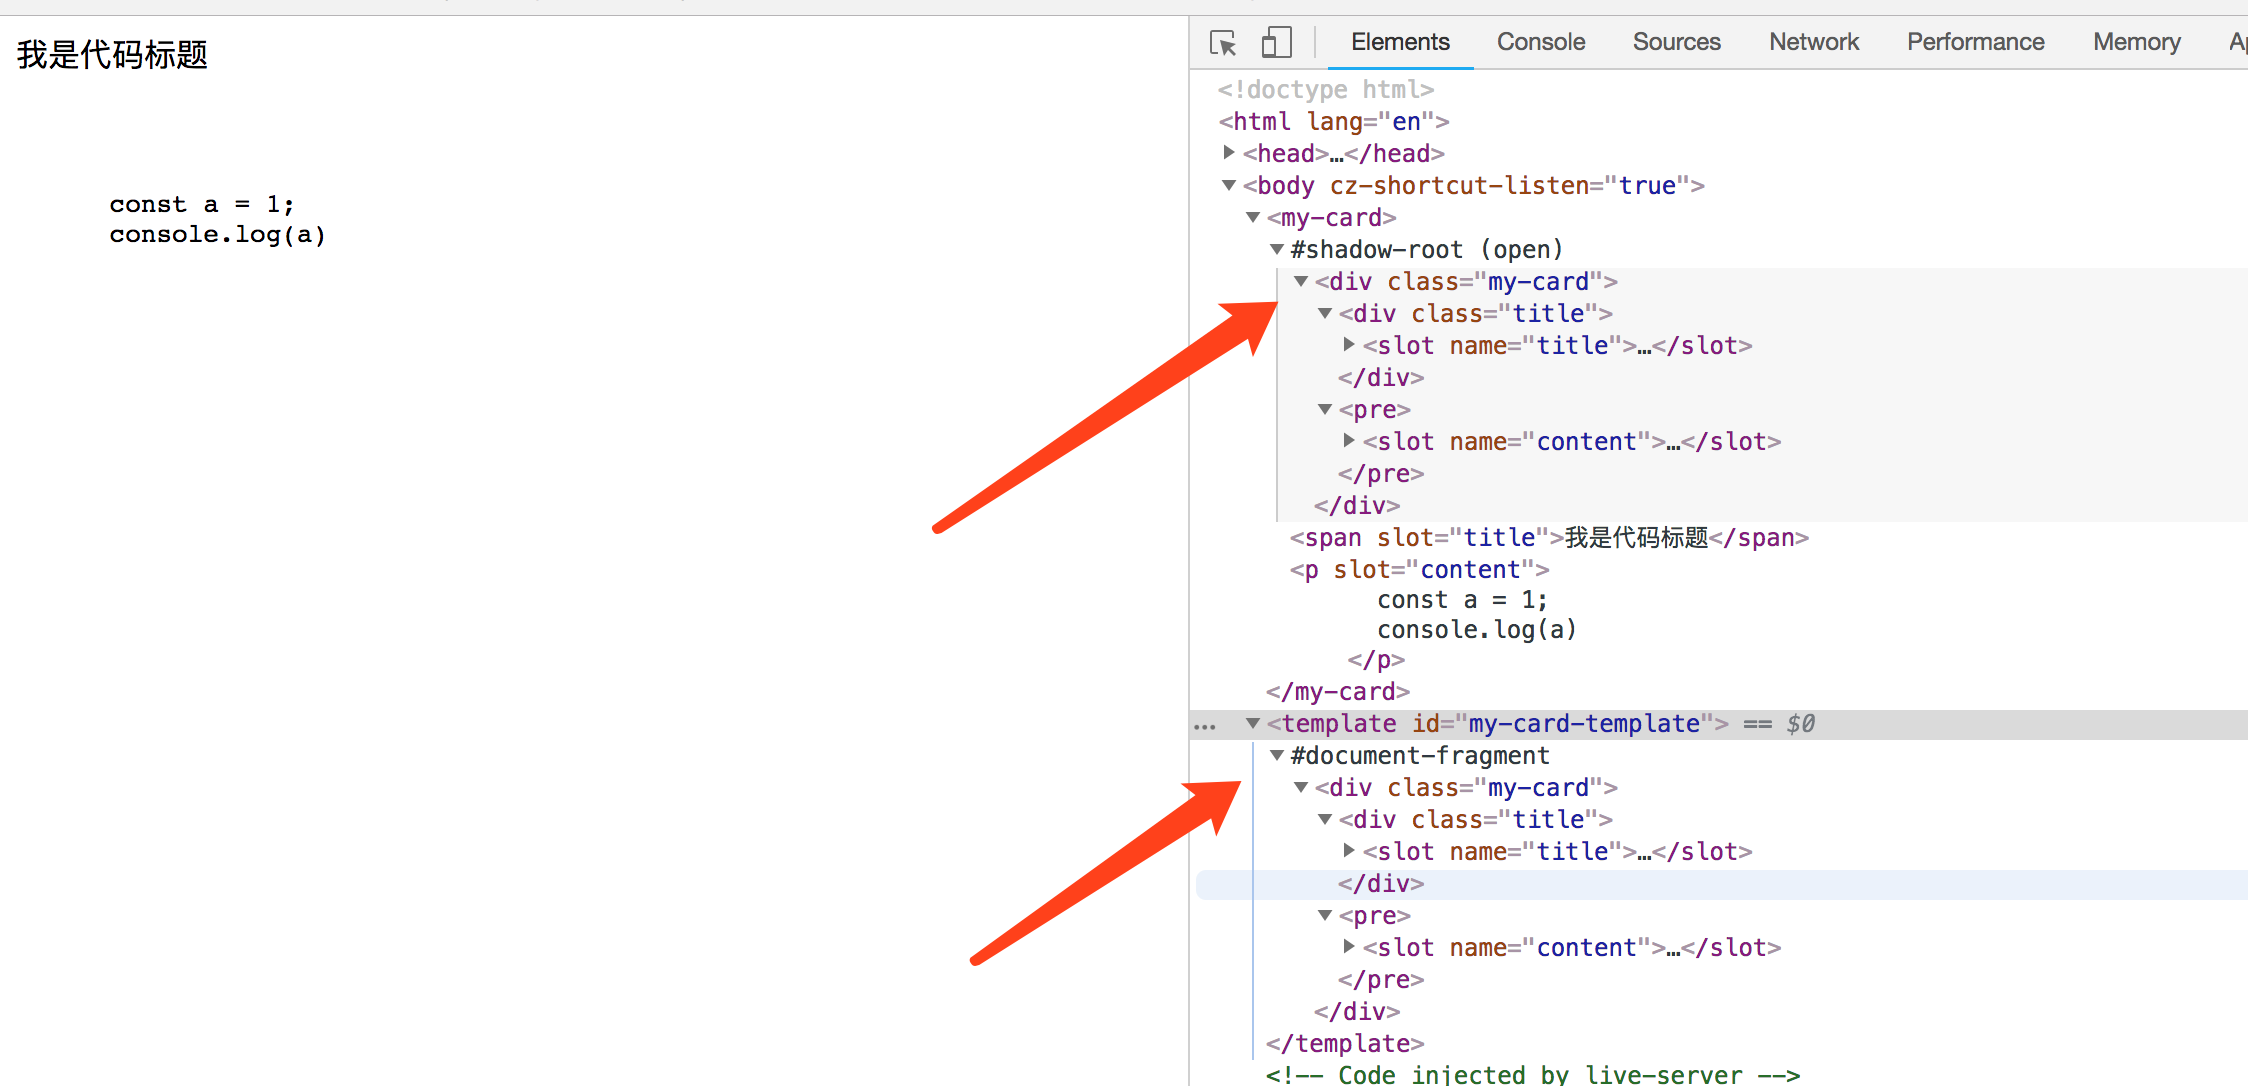 我是代码标题
const a = 1;
console.log(a)
Elements Console Sources Network Performance Memory
<!doctype html>
<html lang="en">
<head>…</head>
<body cz-shortcut-listen="true">
<my-card>
#shadow-root (open)
<div class="my-card">
<div class="title">
<slot name="title">…</slot>
</div>
<pre>
<slot name="content">…</slot>
</pre>
</div>
<span slot="title">我是代码标题</span>
<p slot="content">
const a = 1;
console.log(a)
</p>
</my-card>
… <template id="my-card-template"> == $0
#document-fragment
<div class="my-card">
<div class="title">
<slot name="title">…</slot>
</div>
<pre>
<slot name="content">…</slot>
</pre>
</div>
</template>
<!-- Code injected by live-server -->